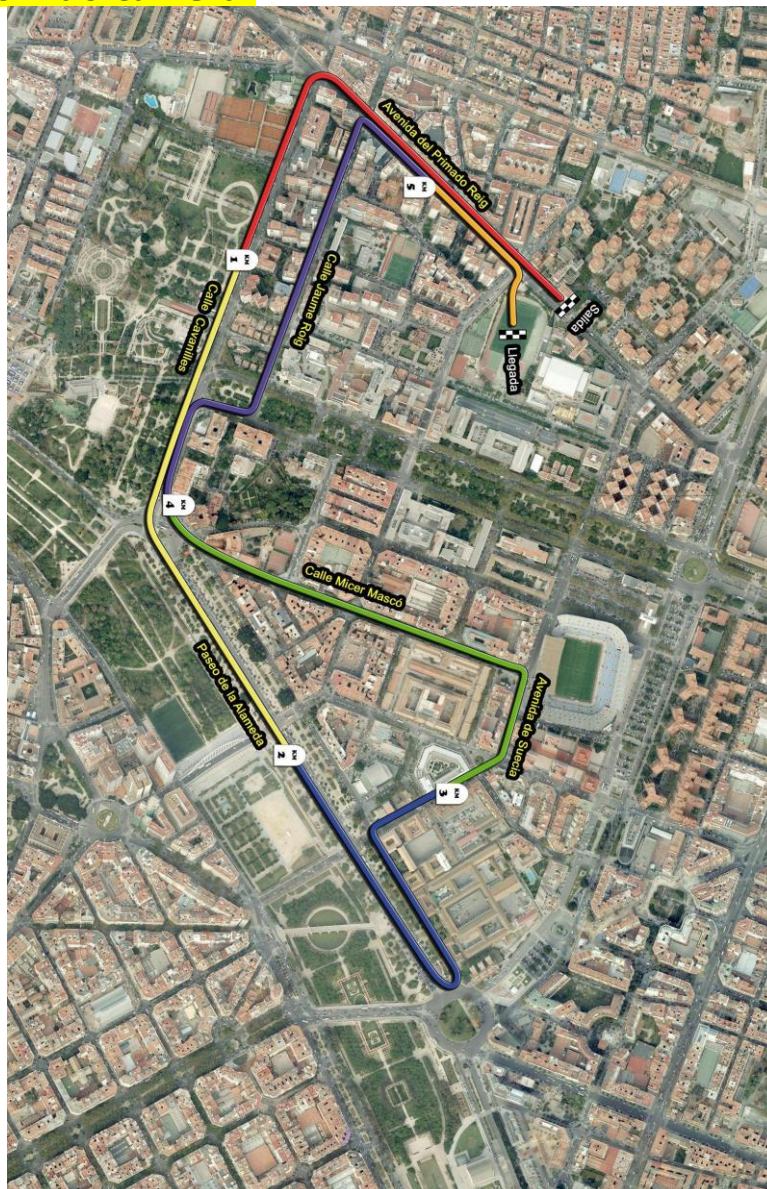 Salida
Avenida del Primado Reig
KM 1
Calle Cavanilles
Paseo de la Alameda
KM 2
KM 3
Avenida de Suecia
Calle Micer Mascó
KM 4
Calle Jaume Roig
KM 5
Llegada